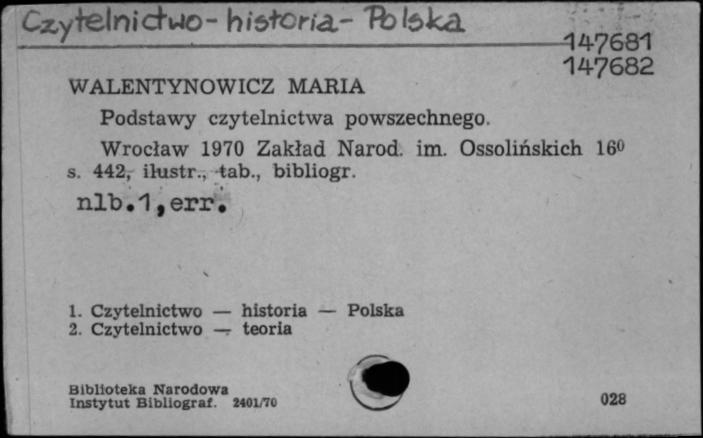 Czytelnictwo - historia - Polska
147681
147682
WALENTYNOWICZ MARIA
Podstawy czytelnictwa powszechnego.
Wrocław 1970 Zakład Narod. im. Ossolińskich 16⁰
s. 442, ilustr., tab., bibliogr.
nlb.1, err.
1. Czytelnictwo — historia — Polska
2. Czytelnictwo — teoria
Biblioteka Narodowa
Instytut Bibliograf. 2401/70
028